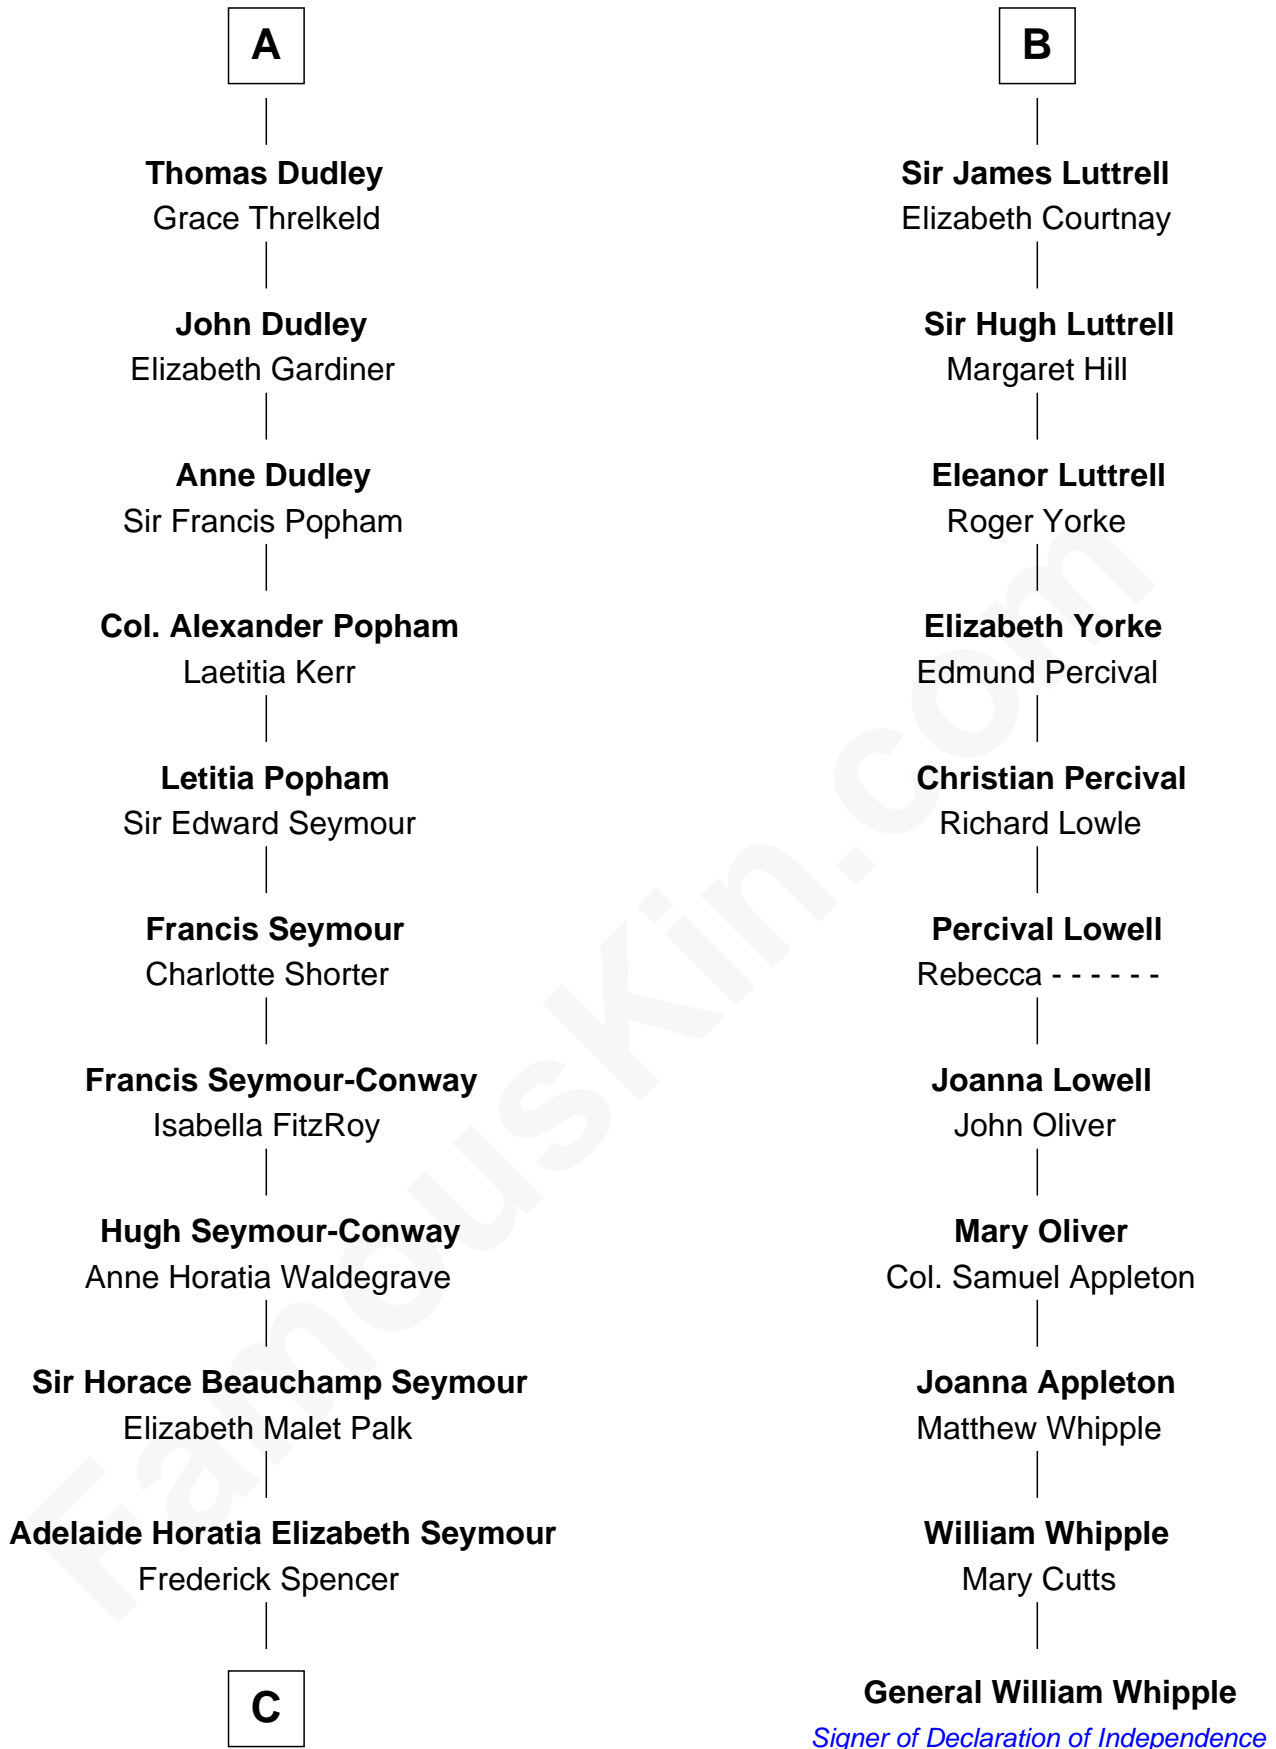 A
Thomas Dudley
Grace Threlkeld
John Dudley
Elizabeth Gardiner
Anne Dudley
Sir Francis Popham
Col. Alexander Popham
Laetitia Kerr
Letitia Popham
Sir Edward Seymour
Francis Seymour
Charlotte Shorter
Francis Seymour-Conway
Isabella FitzRoy
Hugh Seymour-Conway
Anne Horatia Waldegrave
Sir Horace Beauchamp Seymour
Elizabeth Malet Palk
Adelaide Horatia Elizabeth Seymour
Frederick Spencer
C
B
Sir James Luttrell
Elizabeth Courtnay
Sir Hugh Luttrell
Margaret Hill
Eleanor Luttrell
Roger Yorke
Elizabeth Yorke
Edmund Percival
Christian Percival
Richard Lowle
Percival Lowell
Rebecca - - - - - -
Joanna Lowell
John Oliver
Mary Oliver
Col. Samuel Appleton
Joanna Appleton
Matthew Whipple
William Whipple
Mary Cutts
General William Whipple
Signer of Declaration of Independence
FamousKin.com